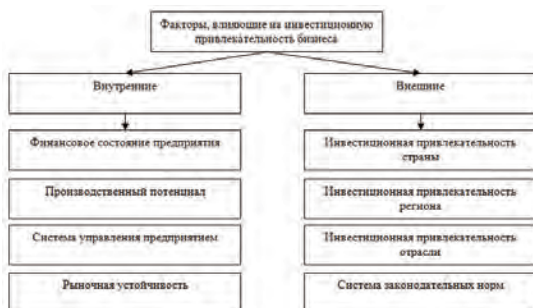 Факторы, влияющие на инвестиционную
привлекательность бизнеса
Внутренние
Внешние
Финансовое состояние предприятия
Инвестиционная привлекательность
страны
Производственный потенциал
Инвестиционная привлекательность
региона
Система управления предприятием
Инвестиционная привлекательность
отрасли
Рыночная устойчивость
Система законодательных норм